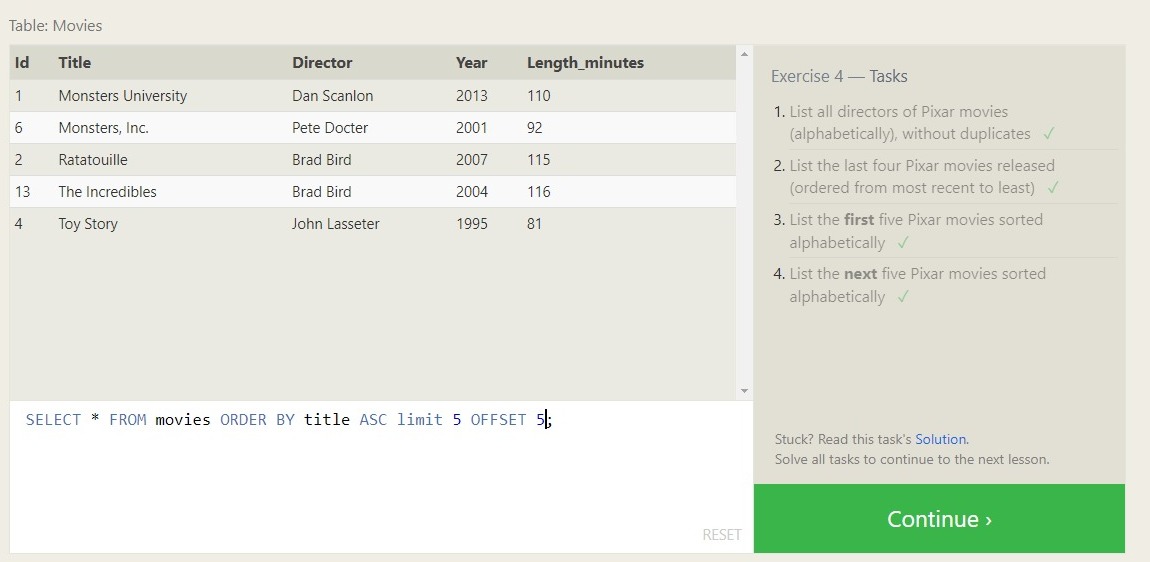 Table: Movies
Id Title Director Year Length_minutes
1 Monsters University Dan Scanlon 2013 110
6 Monsters, Inc. Pete Docter 2001 92
2 Ratatouille Brad Bird 2007 115
13 The Incredibles Brad Bird 2004 116
4 Toy Story John Lasseter 1995 81
SELECT * FROM movies ORDER BY title ASC limit 5 OFFSET 5;
RESET
Exercise 4 — Tasks
1. List all directors of Pixar movies
(alphabetically), without duplicates ✓
2. List the last four Pixar movies released
(ordered from most recent to least) ✓
3. List the first five Pixar movies sorted
alphabetically ✓
4. List the next five Pixar movies sorted
alphabetically ✓
Stuck? Read this task's Solution.
Solve all tasks to continue to the next lesson.
Continue ›